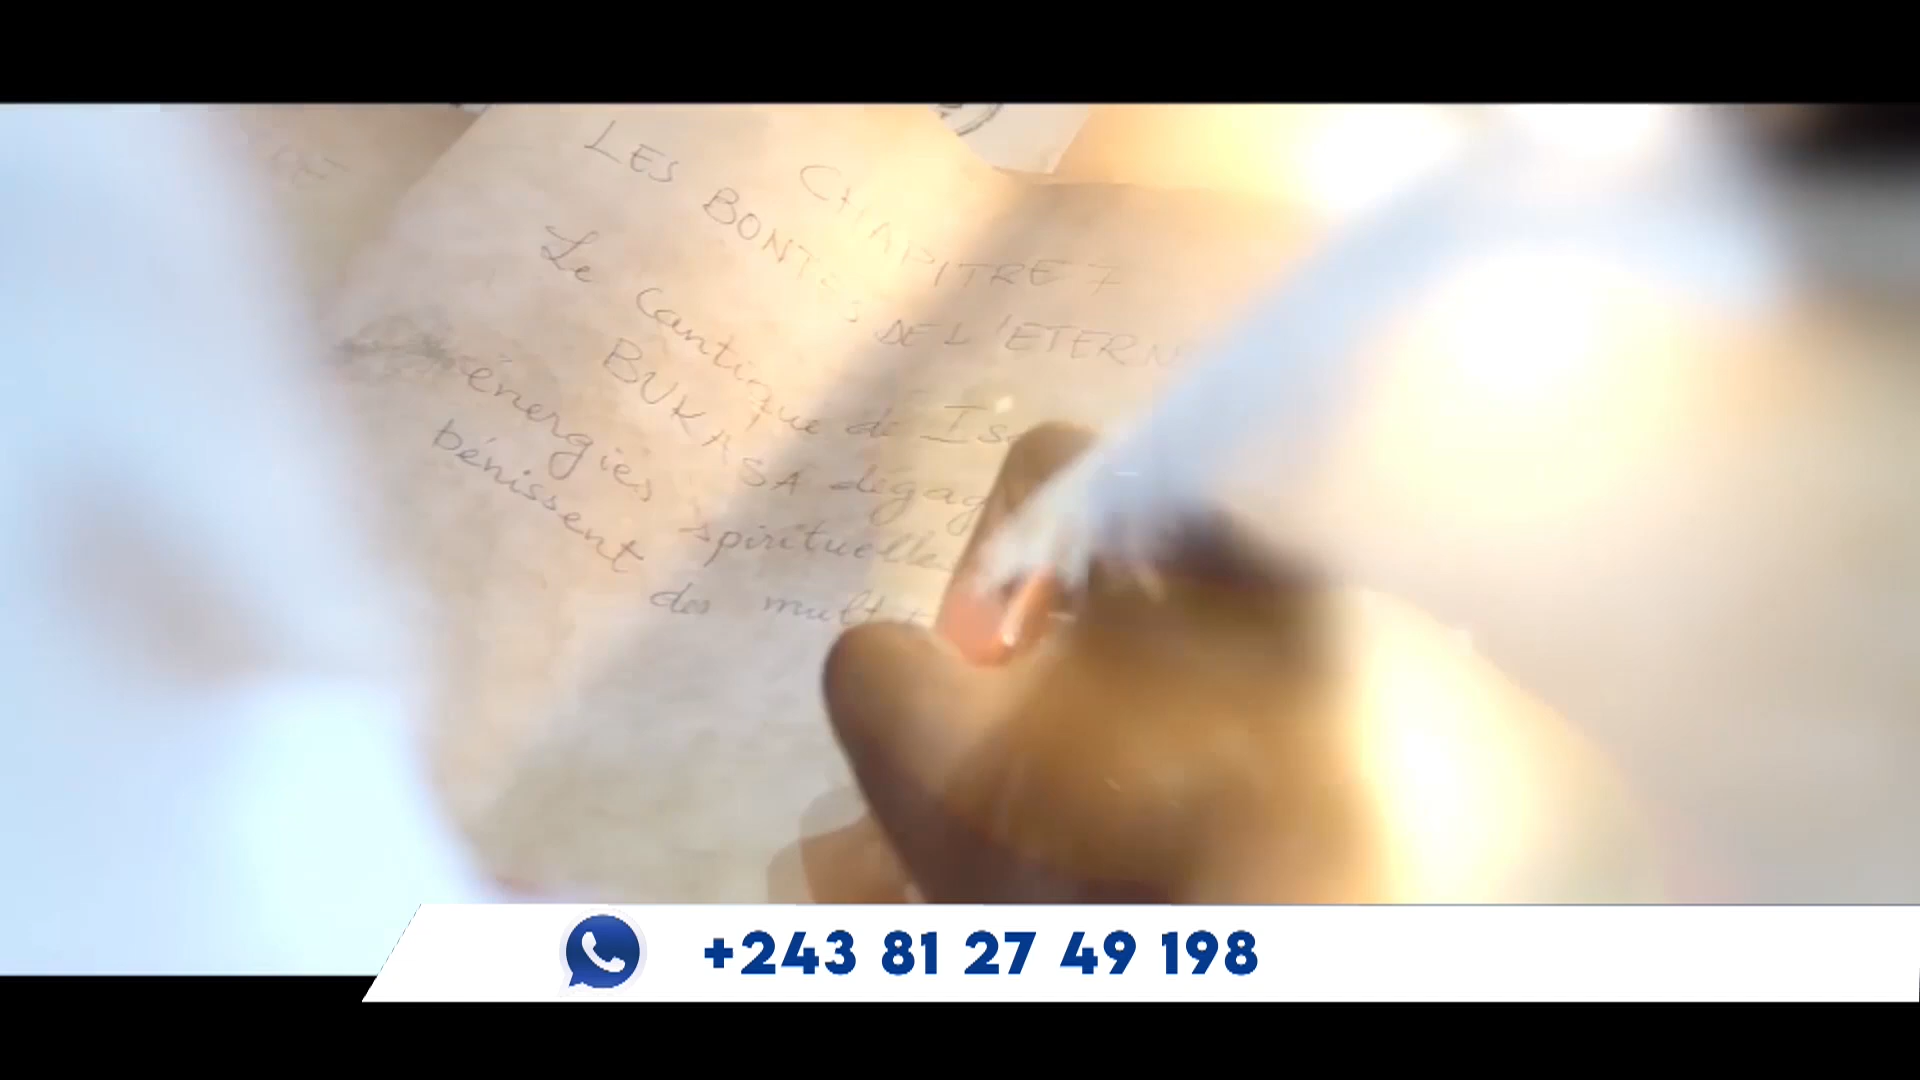 CHAPITRE 7
LES BONTES DE L'ETERN
Le Cantique de Is
BUKASA dégag
énergies spirituelle
bénissent des mult
+243 81 27 49 198